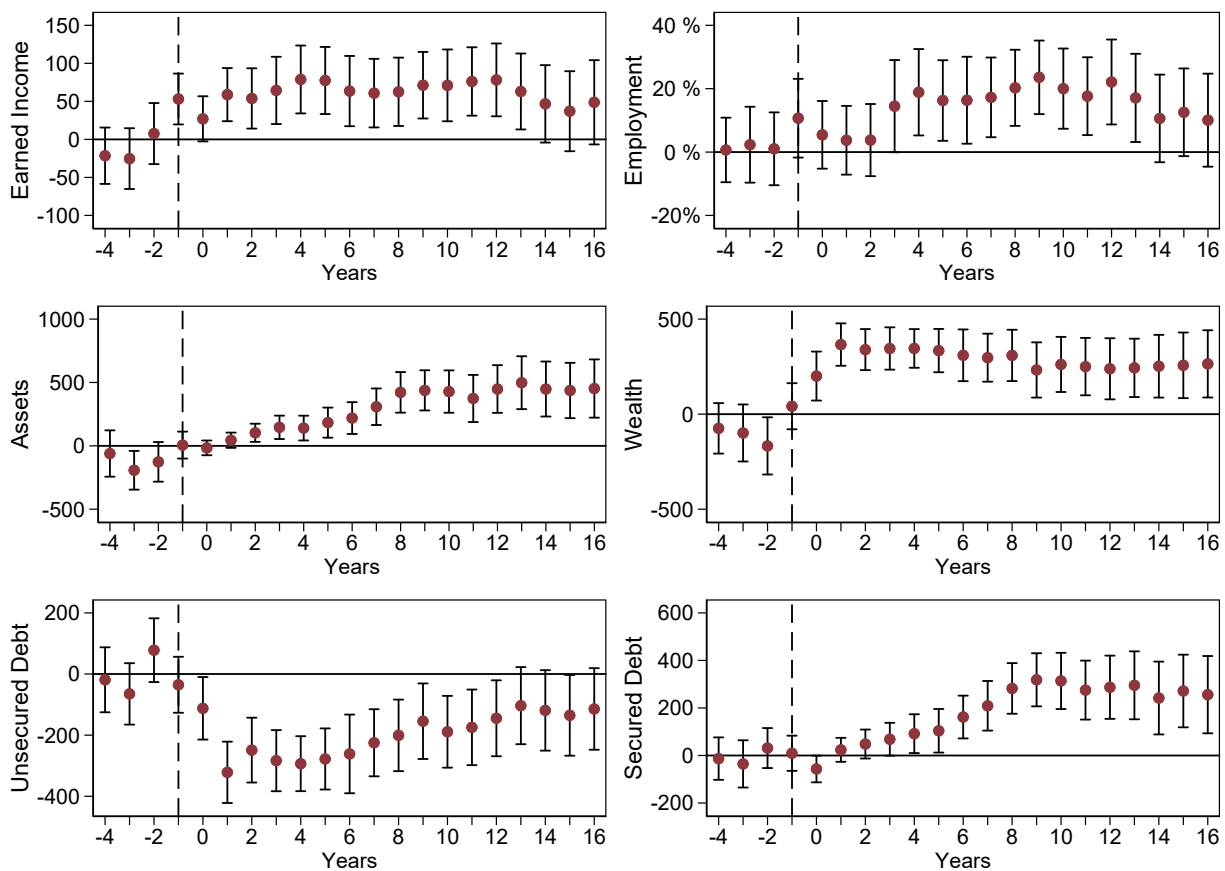 Earned Income
150
100
50
0
-50
-100
-4 -2 0 2 4 6 8 10 12 14 16
Years
Employment
40 %
20 %
0 %
-20%
-4 -2 0 2 4 6 8 10 12 14 16
Years
Assets
1000
500
0
-500
-4 -2 0 2 4 6 8 10 12 14 16
Years
Wealth
500
0
-500
-4 -2 0 2 4 6 8 10 12 14 16
Years
Unsecured Debt
200
0
-200
-400
-4 -2 0 2 4 6 8 10 12 14 16
Years
Secured Debt
600
400
200
0
-200
-4 -2 0 2 4 6 8 10 12 14 16
Years